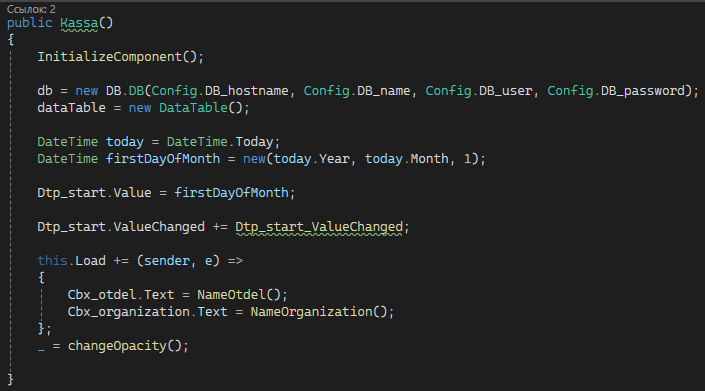 Ссылок: 2
public Kassa()
{
InitializeComponent();
db = new DB.DB(Config.DB_hostname, Config.DB_name, Config.DB_user, Config.DB_password);
dataTable = new DataTable();
DateTime today = DateTime.Today;
DateTime firstDayOfMonth = new(today.Year, today.Month, 1);
Dtp_start.Value = firstDayOfMonth;
Dtp_start.ValueChanged += Dtp_start_ValueChanged;
this.Load += (sender, e) =>
{
Cbx_otdel.Text = NameOtdel();
Cbx_organization.Text = NameOrganization();
};
_ = changeOpacity();
}